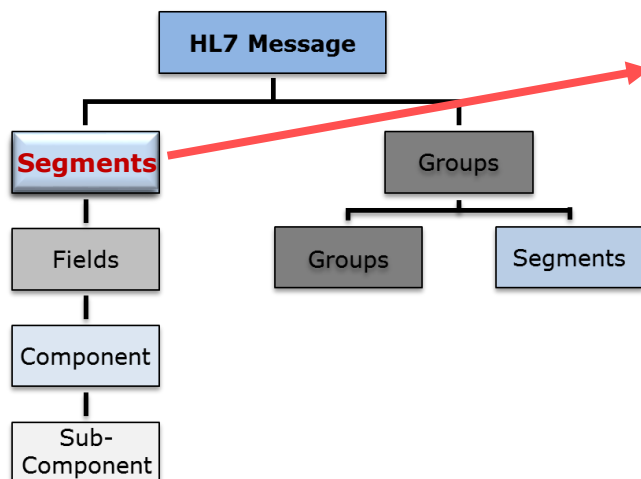 HL7 Message
Segments
Groups
Fields
Groups
Segments
Component
Sub-
Component